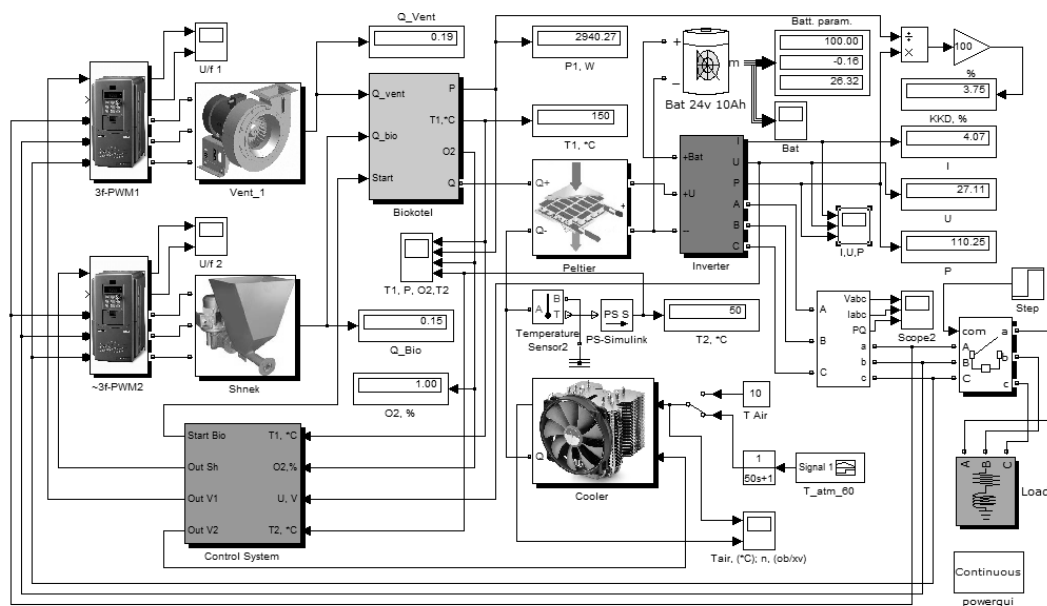 Q_Vent
0.19
U/f 1
3f-PWM1
Vent_1
Q_vent
Q_bio
Start
P
T1,*C
O2
Q
Biokotel
2940.27
P1, W
150
T1, *C
+
−
m
Bat 24v 10Ah
Batt. param.
100.00
-0.16
26.32
Bat
÷
×
100
%
3.75
KKD, %
4.07
I
27.11
U
110.25
P
I,U,P
+Bat
+U
--
I
U
P
A
B
C
Inverter
Q+
Q-
+
-
Peltier
T1, P, O2,T2
U/f 2
~3f-PWM2
Shnek
0.15
Q_Bio
1.00
O2, %
A
B
T
Temperature
Sensor2
PS S
PS-Simulink
50
T2, *C
A
B
C
Vabc
Iabc
PQ
a
b
c
Scope2
Step
com
A
B
C
a
b
c
A
B
C
Load
Q
Cooler
10
T Air
1
50s+1
Signal 1
T_atm_60
Tair, (*C); n, (ob/xv)
Start Bio
Out Sh
Out V1
Out V2
T1, *C
O2,%
U, V
T2, *C
Control System
Continuous
powergui